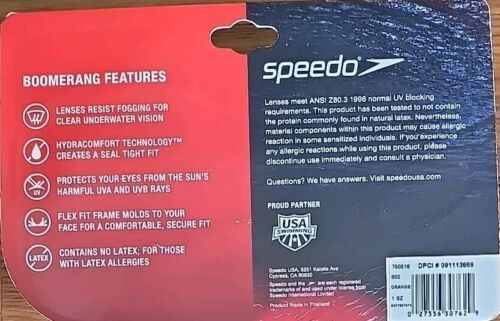 BOOMERANG FEATURES
LENSES RESIST FOGGING FOR
CLEAR UNDERWATER VISION
HYDRACOMFORT TECHNOLOGY™
CREATES A SEAL TIGHT FIT
UV
PROTECTS YOUR EYES FROM THE SUN'S
HARMFUL UVA AND UVB RAYS
FLEX FIT FRAME MOLDS TO YOUR
FACE FOR A COMFORTABLE, SECURE FIT
LATEX
CONTAINS NO LATEX; FOR THOSE
WITH LATEX ALLERGIES
speedo
Lenses meet ANSI Z80.3 1996 normal UV blocking
requirements. This product has been tested to not contain
the protein commonly found in natural latex. Nevertheless,
material components within this product may cause allergic
reaction in some sensitized individuals. If you experience
any allergic reactions while using this product, please
discontinue use immediately and consult a physician.
Questions? We have answers. Visit speedousa.com
PROUD PARTNER
USA
SWIMMING
Speedo USA, 6251 Katella Ave
Cypress, CA 90630
Speedo and the are each registered
trademarks of and used under license from
Speedo International Limited
Product Made in Thailand
750516 DPCI # 091113669
800
ORANGE
1 SZ
0 27556 50762